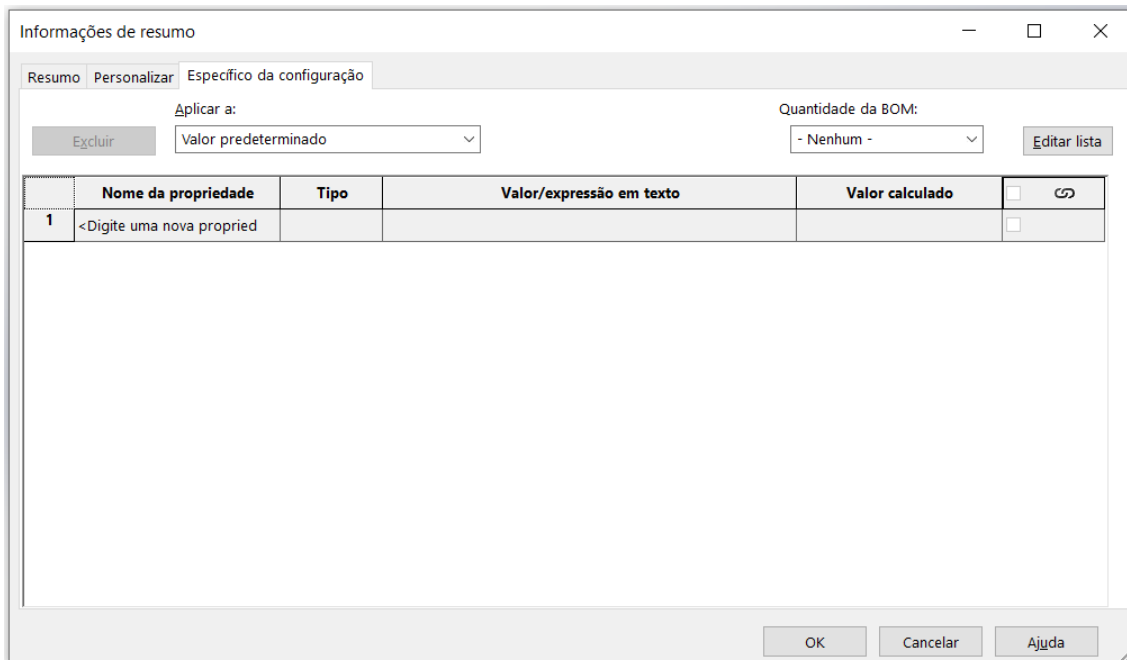 Informações de resumo
Resumo Personalizar Específico da configuração
Aplicar a: Quantidade da BOM:
Excluir Valor predeterminado - Nenhum - Editar lista
Nome da propriedade Tipo Valor/expressão em texto Valor calculado
1 <Digite uma nova propried
OK Cancelar Ajuda